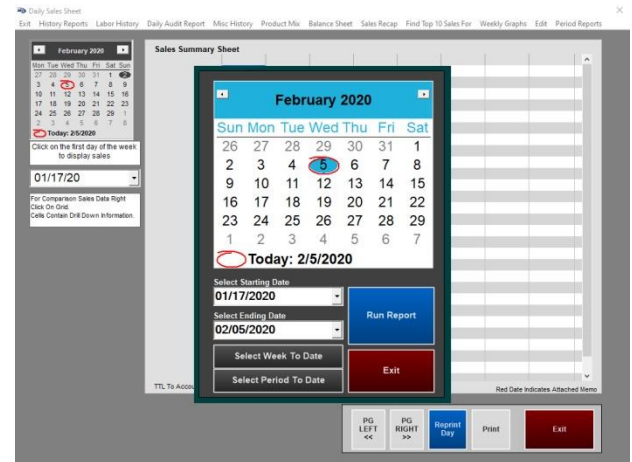 Daily Sales Sheet
Exit History Reports Labor History Daily Audit Report Misc History Product Mix Balance Sheet Sales Recap Find Top 10 Sales For Weekly Graphs Edit Period Reports
February 2020
Mon Tue Wed Thu Fri Sat Sun
27 28 29 30 31 1 2
3 4 5 6 7 8 9
10 11 12 13 14 15 16
17 18 19 20 21 22 23
24 25 26 27 28 29 1
2 3 4 5 6 7 8
Today: 2/5/2020
Click on the first day of the week
to display sales
01/17/20
For Comparison Sales Data Right
Click On Grid.
Cells Contain Drill Down Information.
Sales Summary Sheet
February 2020
Sun Mon Tue Wed Thu Fri Sat
26 27 28 29 30 31 1
2 3 4 5 6 7 8
9 10 11 12 13 14 15
16 17 18 19 20 21 22
23 24 25 26 27 28 29
1 2 3 4 5 6 7
Today: 2/5/2020
Select Starting Date
01/17/2020
Select Ending Date
02/05/2020
Run Report
Select Week To Date
Select Period To Date
Exit
TTL To Accou
Red Date Indicates Attached Memo
PG
LEFT
<<
PG
RIGHT
>>
Reprint
Day
Print
Exit